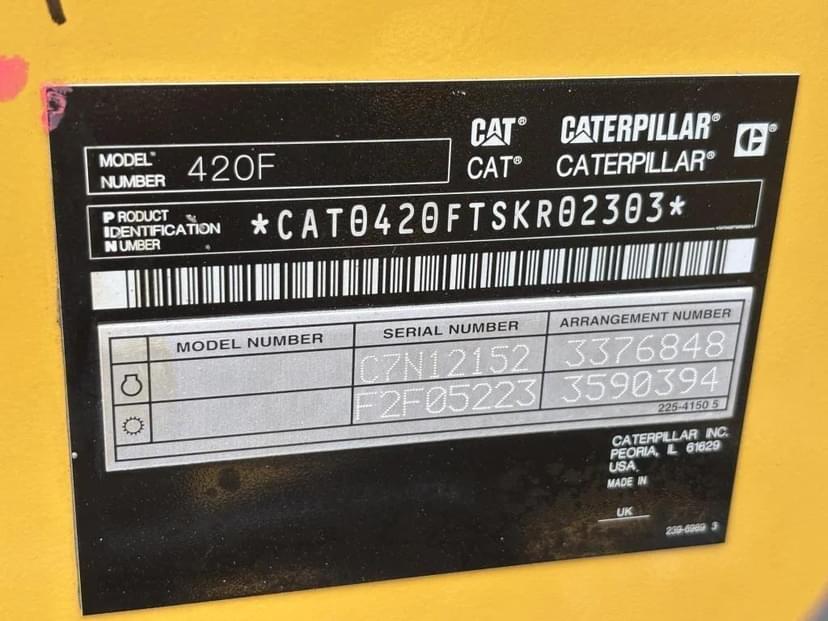 CAT® CATERPILLAR®
CAT® CATERPILLAR®
MODEL NUMBER 420F
PRODUCT IDENTIFICATION NUMBER *CAT0420FTSKR02303*
MODEL NUMBER SERIAL NUMBER ARRANGEMENT NUMBER
C7N12152 3376848
F2F05223 3590394
225-4150 5
CATERPILLAR INC.
PEORIA, IL 61629
USA.
MADE IN
UK
239-6989 3